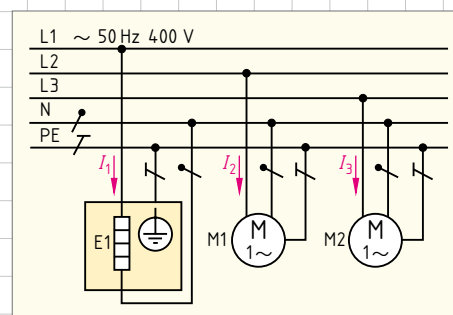 L1 ~ 50 Hz 400 V
L2
L3
N
PE
I1 I2 I3
E1 M1 M M2 M
1~ 1~